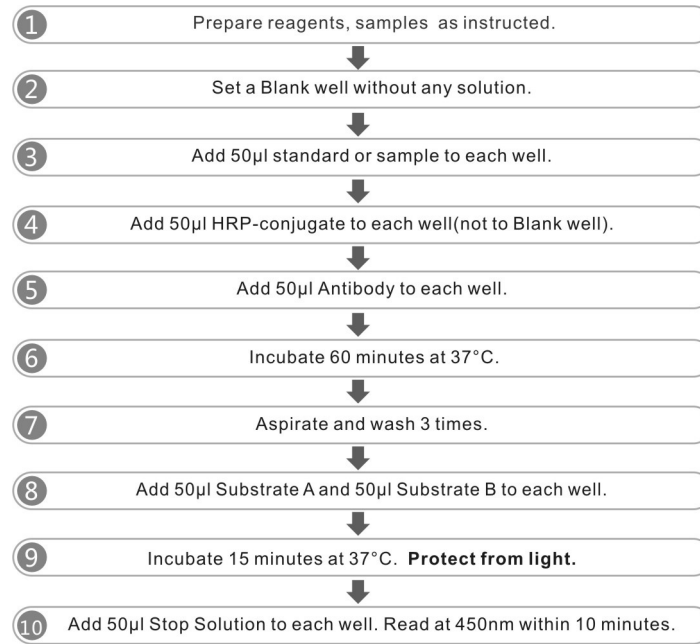 1 Prepare reagents, samples as instructed.
2 Set a Blank well without any solution.
3 Add 50μl standard or sample to each well.
4 Add 50μl HRP-conjugate to each well(not to Blank well).
5 Add 50μl Antibody to each well.
6 Incubate 60 minutes at 37°C.
7 Aspirate and wash 3 times.
8 Add 50μl Substrate A and 50μl Substrate B to each well.
9 Incubate 15 minutes at 37°C. Protect from light.
10 Add 50μl Stop Solution to each well. Read at 450nm within 10 minutes.